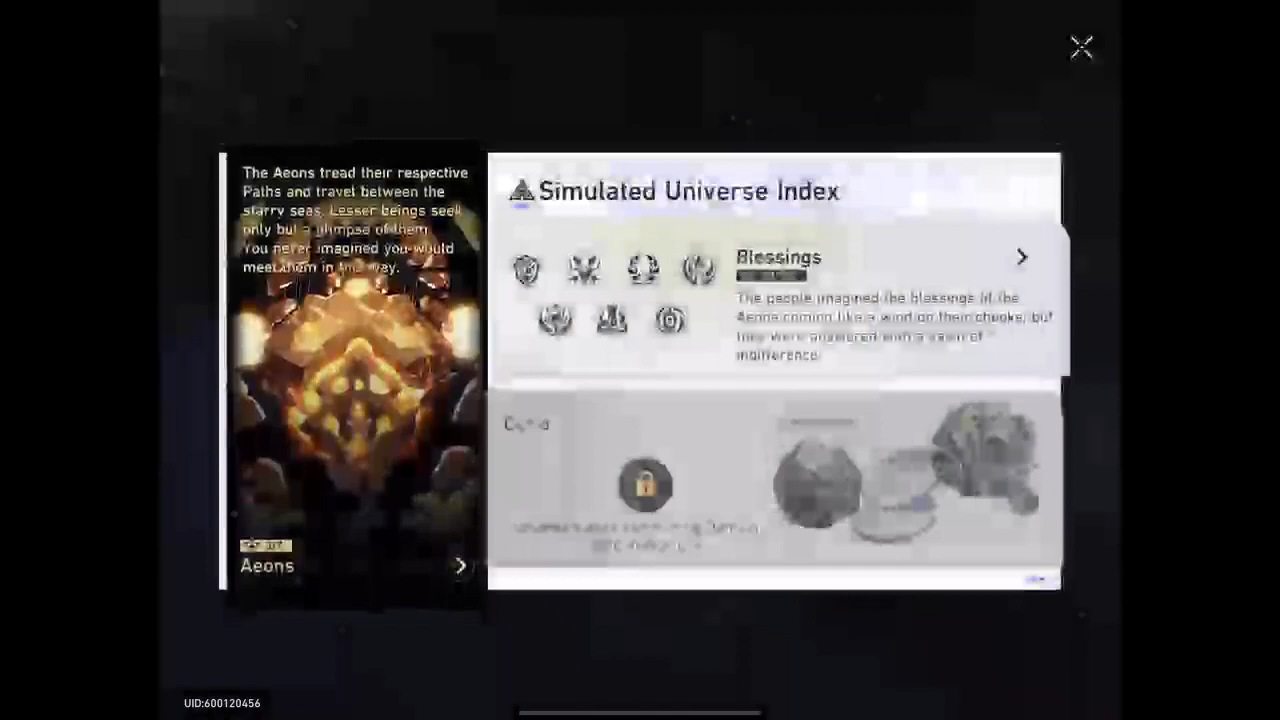 The Aeons tread their respective
Paths and travel between the
starry seas. Lesser beings seek
only but a glimpse of them.
You never imagined you would
meet them in this way.
Aeons
Simulated Universe Index
Blessings
The people imagined the blessings of the
Aeons coming like a wind on their cheeks, but
they were answered with a vision of
indifference.
Curio
UID:600120456